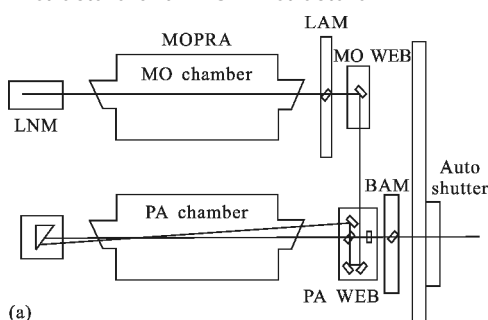 LAM
MOPRA
MO WEB
MO chamber
LNM
Auto
shutter
BAM
PA chamber
PA WEB
(a)